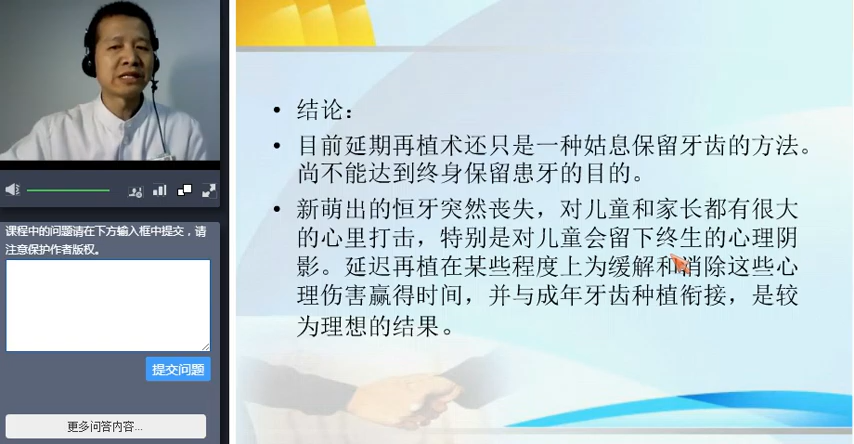 课程中的问题请在下方输入框中提交，请
注意保护作者版权。
提交问题
更多问答内容...
• 结论：
• 目前延期再植术还只是一种姑息保留牙齿的方法。
尚不能达到终身保留患牙的目的。
• 新萌出的恒牙突然丧失，对儿童和家长都有很大
的心里打击，特别是对儿童会留下终生的心理阴
影。延迟再植在某些程度上为缓解和消除这些心
理伤害赢得时间，并与成年牙齿种植衔接，是较
为理想的结果。